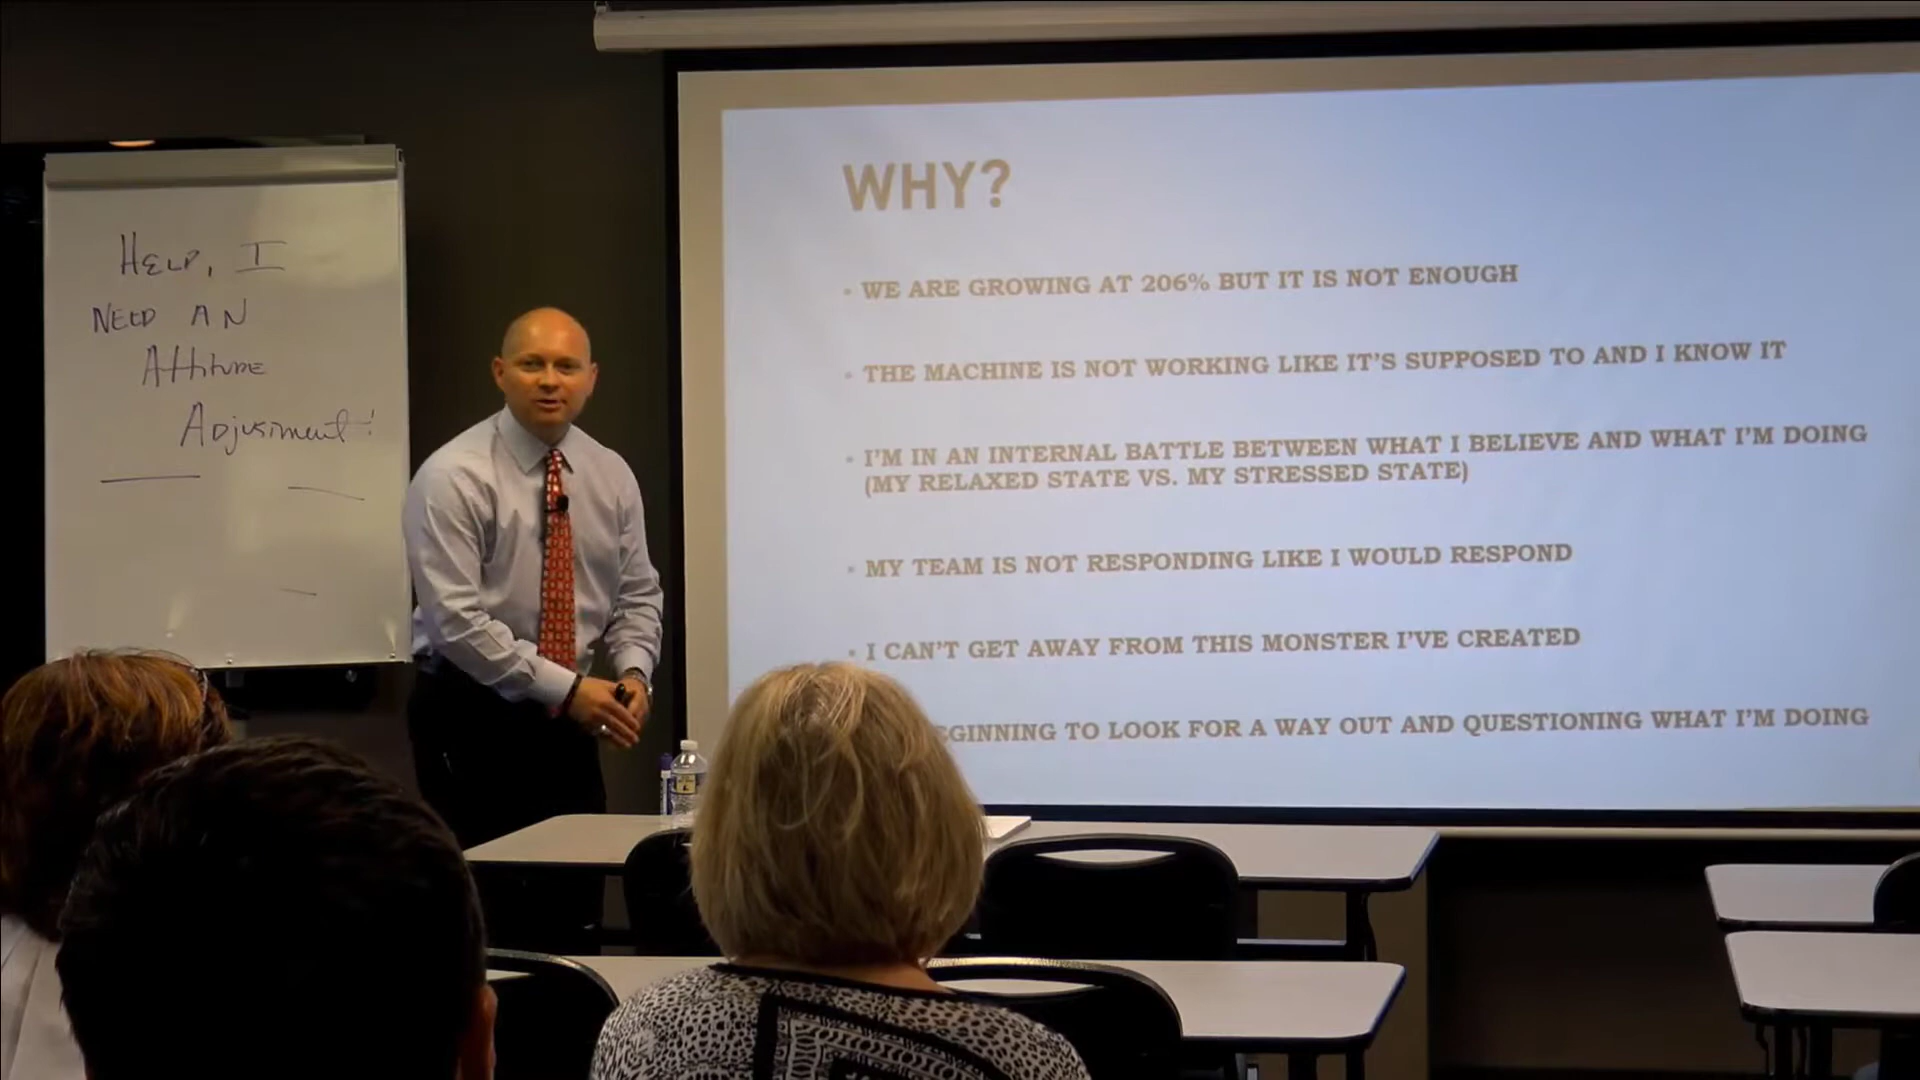 HELP, I
NEED AN
Attitude
Adjustment!
WHY?
• WE ARE GROWING AT 206% BUT IT IS NOT ENOUGH
• THE MACHINE IS NOT WORKING LIKE IT'S SUPPOSED TO AND I KNOW IT
• I'M IN AN INTERNAL BATTLE BETWEEN WHAT I BELIEVE AND WHAT I'M DOING
(MY RELAXED STATE VS. MY STRESSED STATE)
• MY TEAM IS NOT RESPONDING LIKE I WOULD RESPOND
• I CAN'T GET AWAY FROM THIS MONSTER I'VE CREATED
GINNING TO LOOK FOR A WAY OUT AND QUESTIONING WHAT I'M DOING